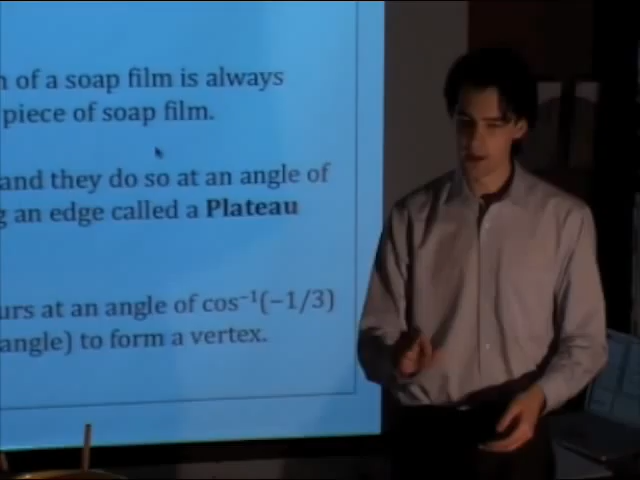 of a soap film is always
piece of soap film.
and they do so at an angle of
an edge called a Plateau
urs at an angle of cos⁻¹(−1/3)
angle) to form a vertex.